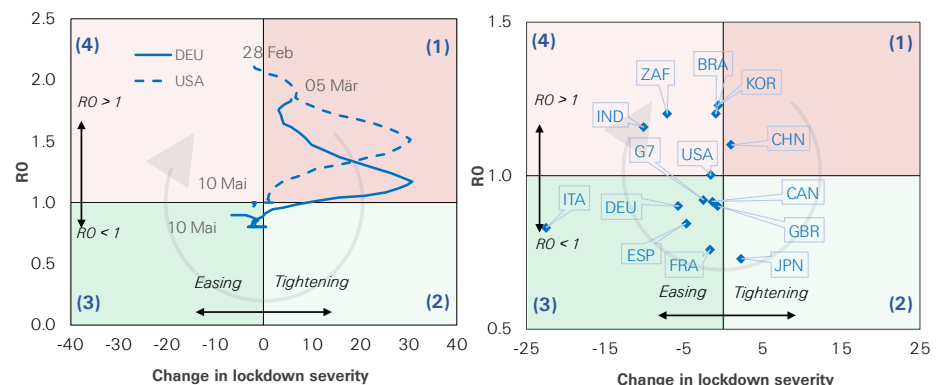 2.5
2.0
1.5
1.0
0.5
0.0
R0
(4)
(1)
(3)
(2)
DEU
USA
28 Feb
05 Mär
R0 > 1
10 Mai
10 Mai
R0 < 1
Easing
Tightening
-40 -30 -20 -10 0 10 20 30 40
Change in lockdown severity
1.5
1.0
0.5
R0
(4)
(1)
(3)
(2)
BRA
ZAF
KOR
R0 > 1
IND
CHN
G7
USA
CAN
ITA
DEU
GBR
R0 < 1
ESP
FRA
JPN
Easing
Tightening
-25 -15 -5 5 15 25
Change in lockdown severity